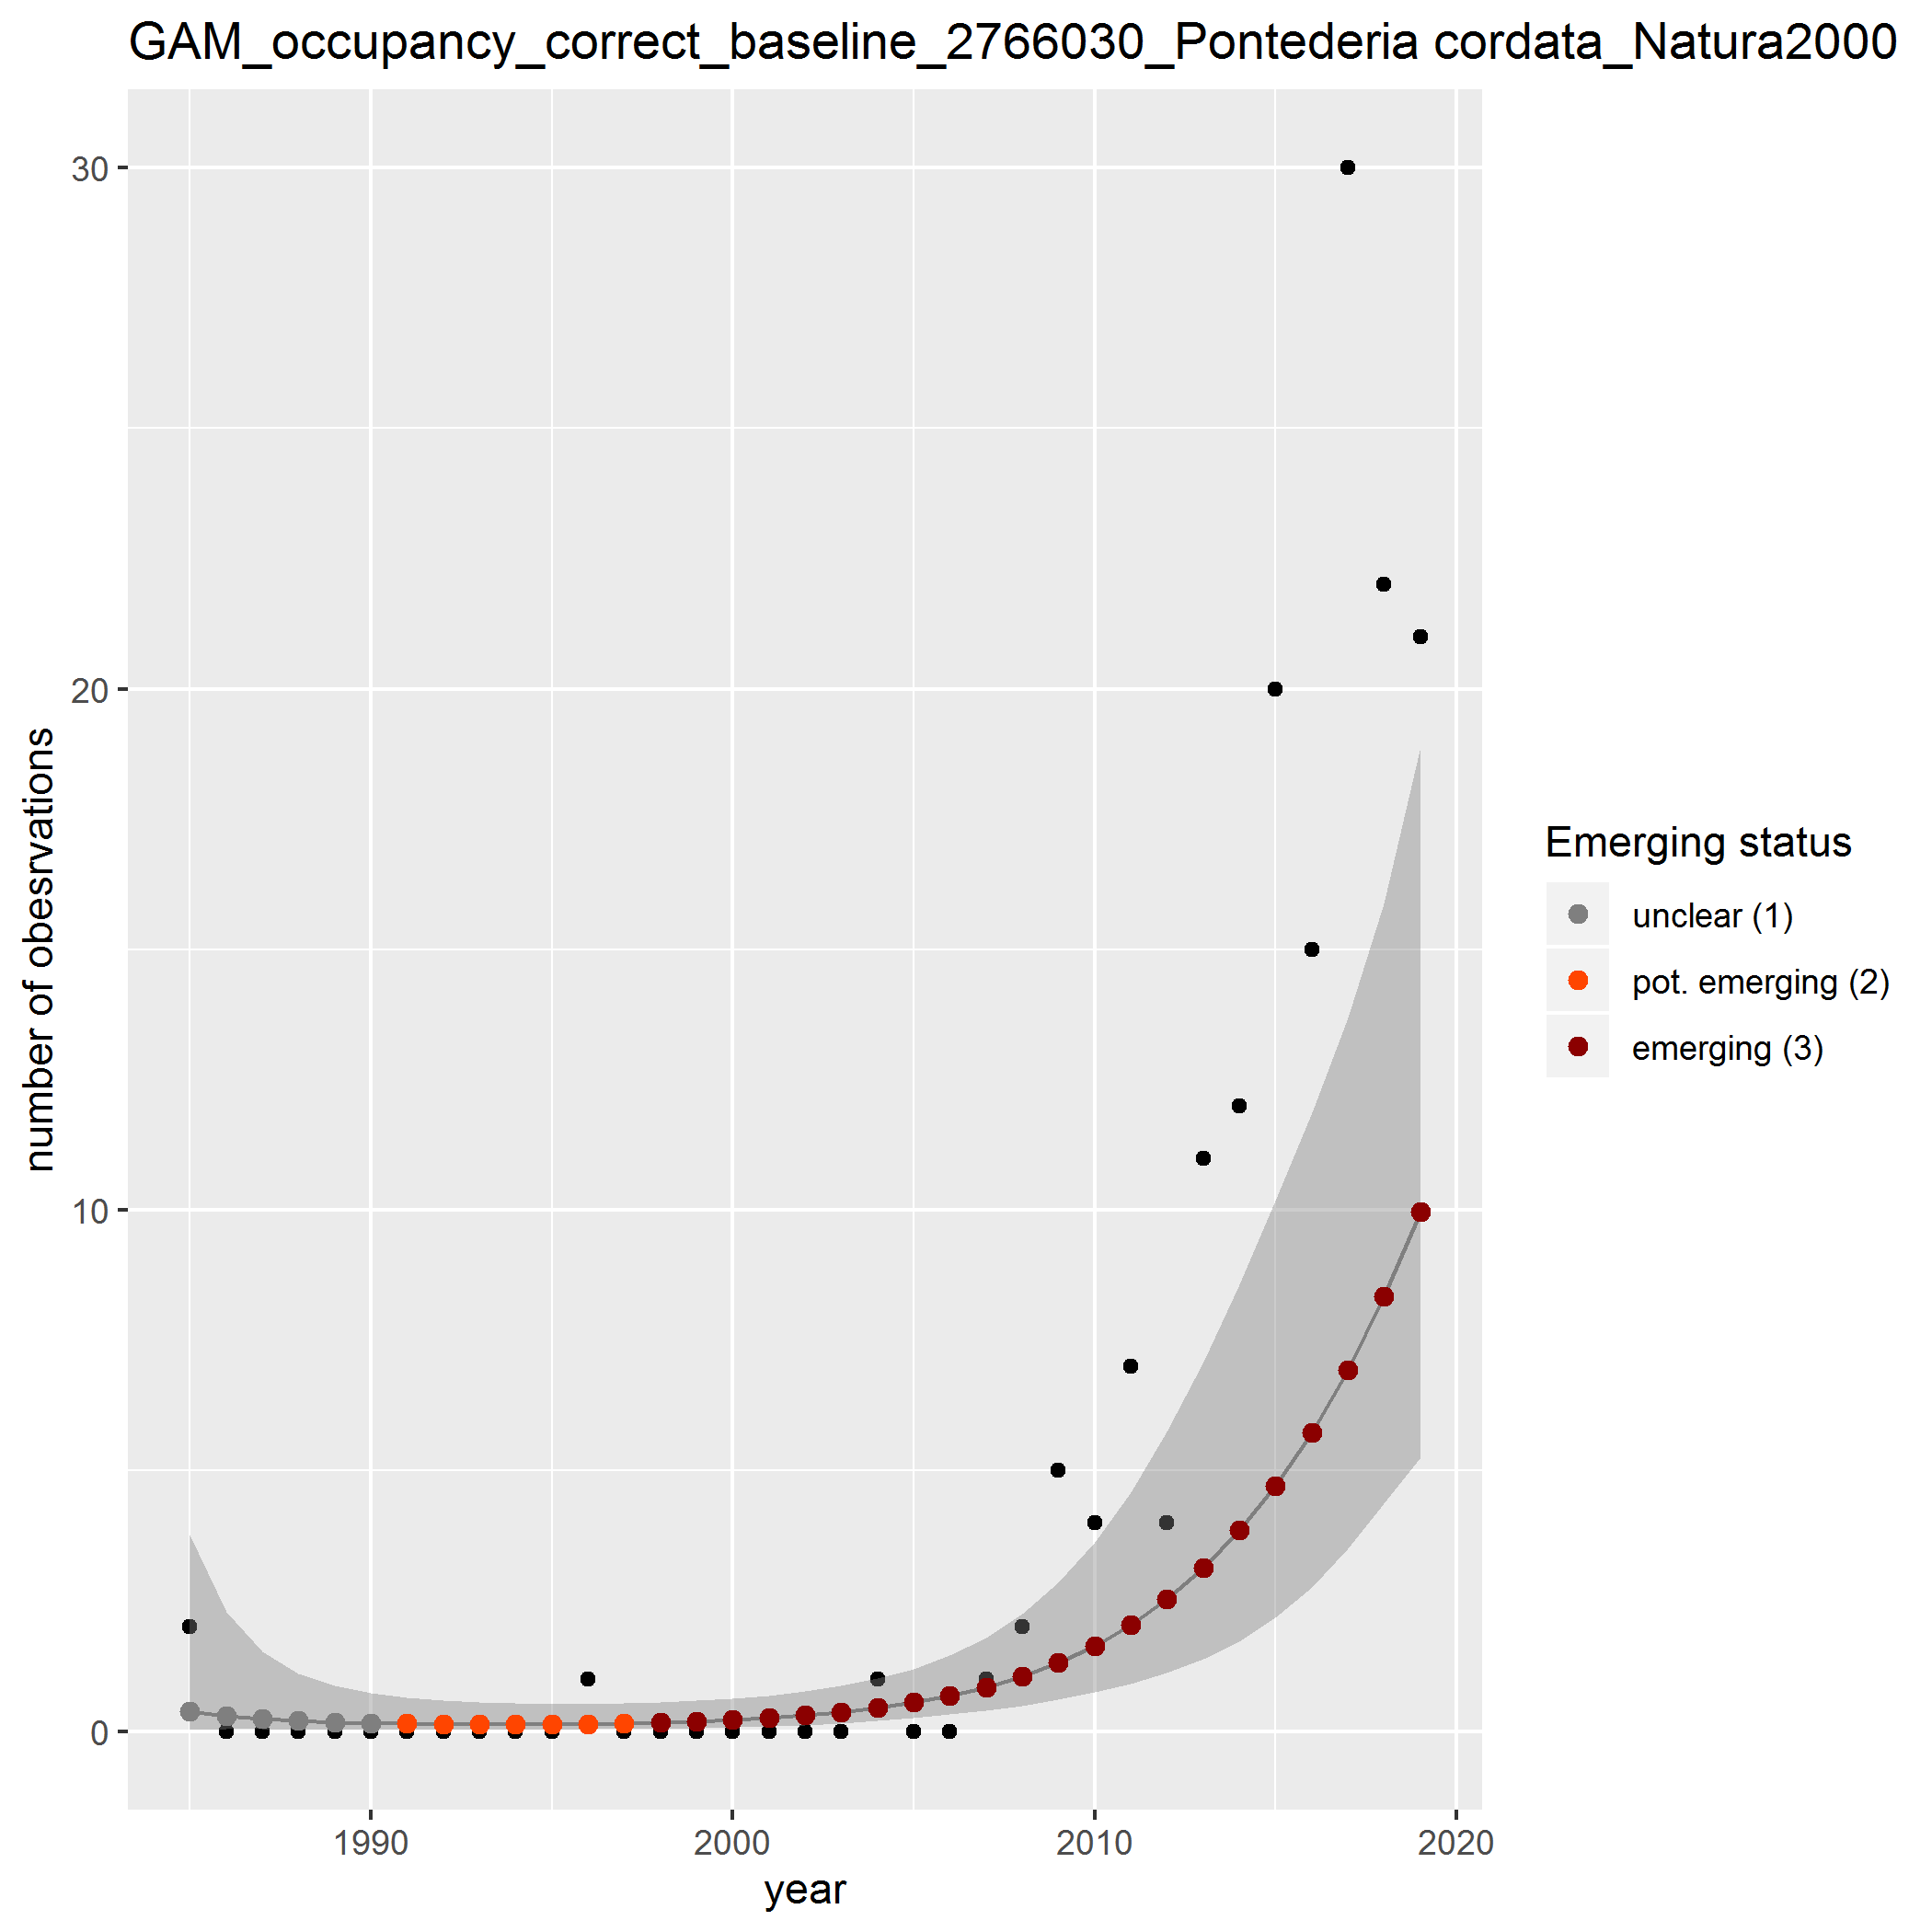 GAM_occupancy_correct_baseline_2766030_Pontederia cordata_Natura2000
30
20
10
0
number of obesrvations
1990
2000
2010
2020
year
Emerging status
unclear (1)
pot. emerging (2)
emerging (3)